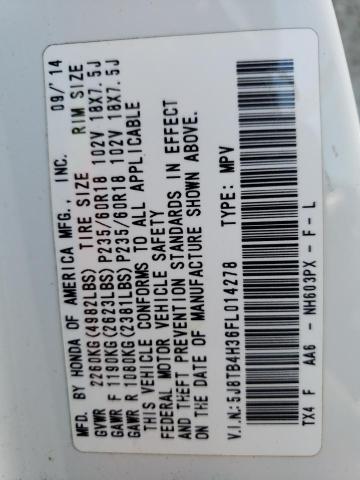 MFD. BY HONDA OF AMERICA MFG., INC. 09/'14
GVWR 2260KG(4982LBS) TIRE SIZE RIM SIZE
GAWR F 1190KG(2623LBS) P235/60R18 102V 18X7.5J
GAWR R 1080KG(2381LBS) P235/60R18 102V 18X7.5J
THIS VEHICLE CONFORMS TO ALL APPLICABLE
FEDERAL MOTOR VEHICLE SAFETY
AND THEFT PREVENTION STANDARDS IN EFFECT
ON THE DATE OF MANUFACTURE SHOWN ABOVE.
V.I.N.:5J8TB4H36FL014278 TYPE: MPV
TX4 F AA6 - NH603PX - F - L